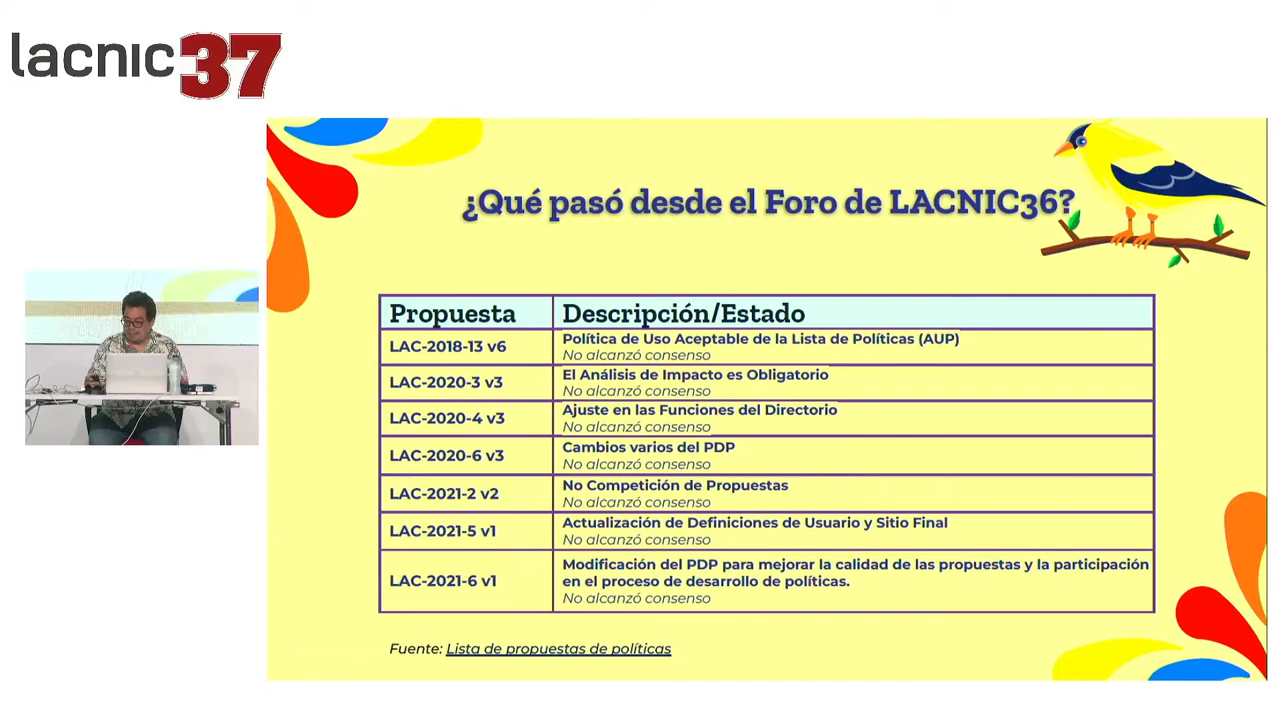 lacnic 37
¿Qué pasó desde el Foro de LACNIC36?
Propuesta
Descripción/Estado
LAC-2018-13 v6
Política de Uso Aceptable de la Lista de Políticas (AUP)
No alcanzó consenso
LAC-2020-3 v3
El Análisis de Impacto es Obligatorio
No alcanzó consenso
LAC-2020-4 v3
Ajuste en las Funciones del Directorio
No alcanzó consenso
LAC-2020-6 v3
Cambios varios del PDP
No alcanzó consenso
LAC-2021-2 v2
No Competición de Propuestas
No alcanzó consenso
LAC-2021-5 v1
Actualización de Definiciones de Usuario y Sitio Final
No alcanzó consenso
LAC-2021-6 v1
Modificación del PDP para mejorar la calidad de las propuestas y la participación
en el proceso de desarrollo de políticas.
No alcanzó consenso
Fuente: Lista de propuestas de políticas